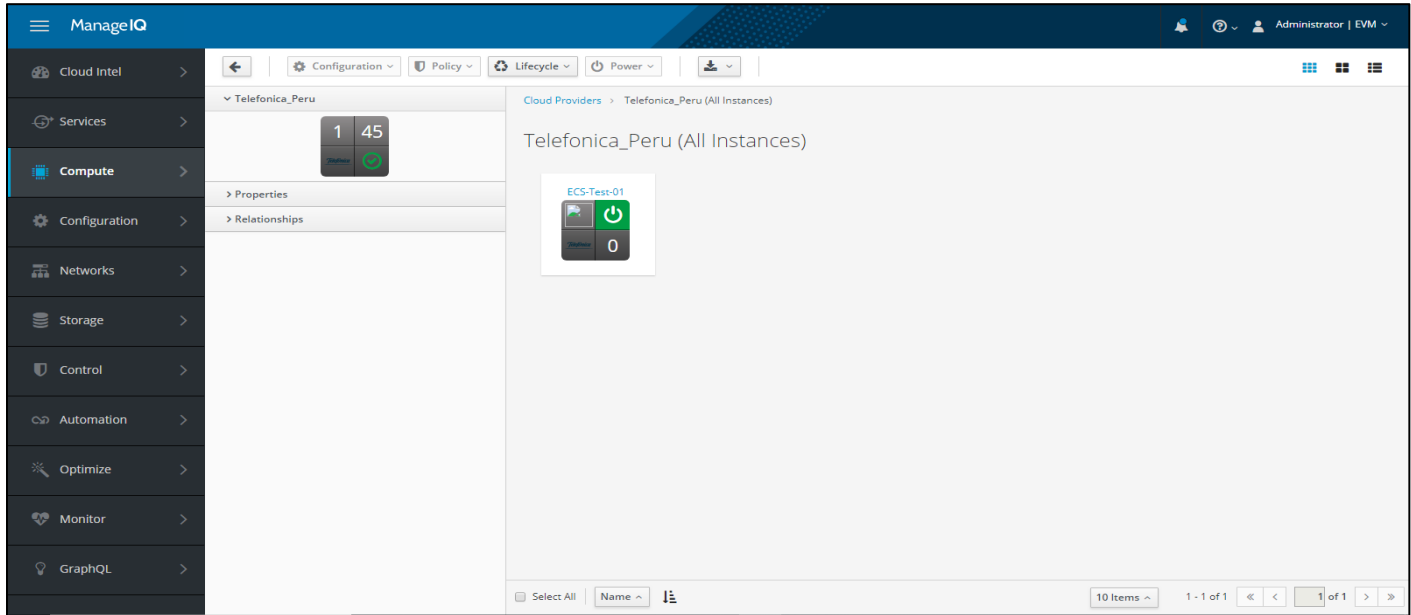 ManageIQ
Administrator | EVM
Cloud Intel
Services
Compute
Configuration
Networks
Storage
Control
Automation
Optimize
Monitor
GraphQL
Configuration
Policy
Lifecycle
Power
Telefonica_Peru
1 45
Properties
Relationships
Cloud Providers > Telefonica_Peru (All Instances)
Telefonica_Peru (All Instances)
ECS-Test-01
0
Select All
Name
10 Items
1 - 1 of 1
1 of 1